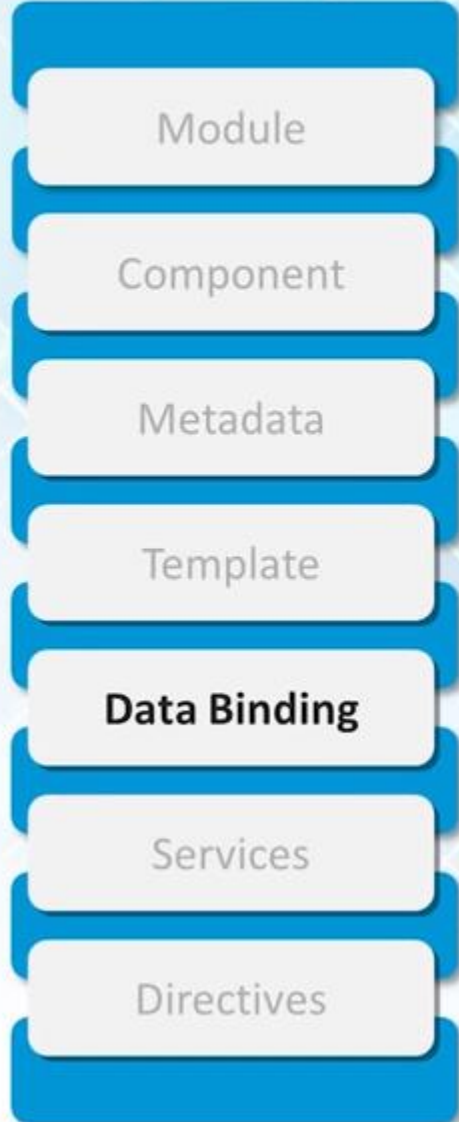 Module
Component
Metadata
Template
Data Binding
Services
Directives